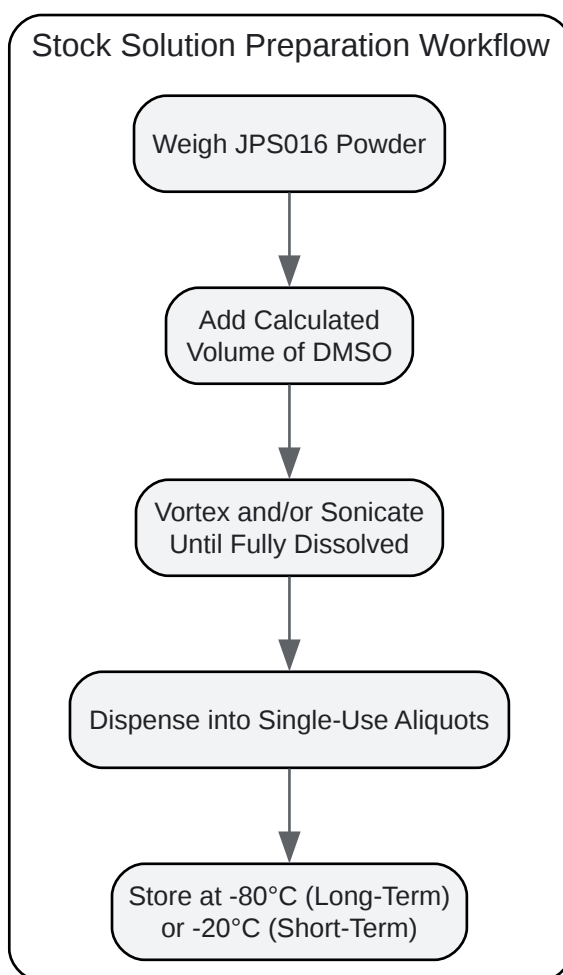 Stock Solution Preparation Workflow
Weigh JPS016 Powder
Add Calculated
Volume of DMSO
Vortex and/or Sonicate
Until Fully Dissolved
Dispense into Single-Use Aliquots
Store at -80°C (Long-Term)
or -20°C (Short-Term)